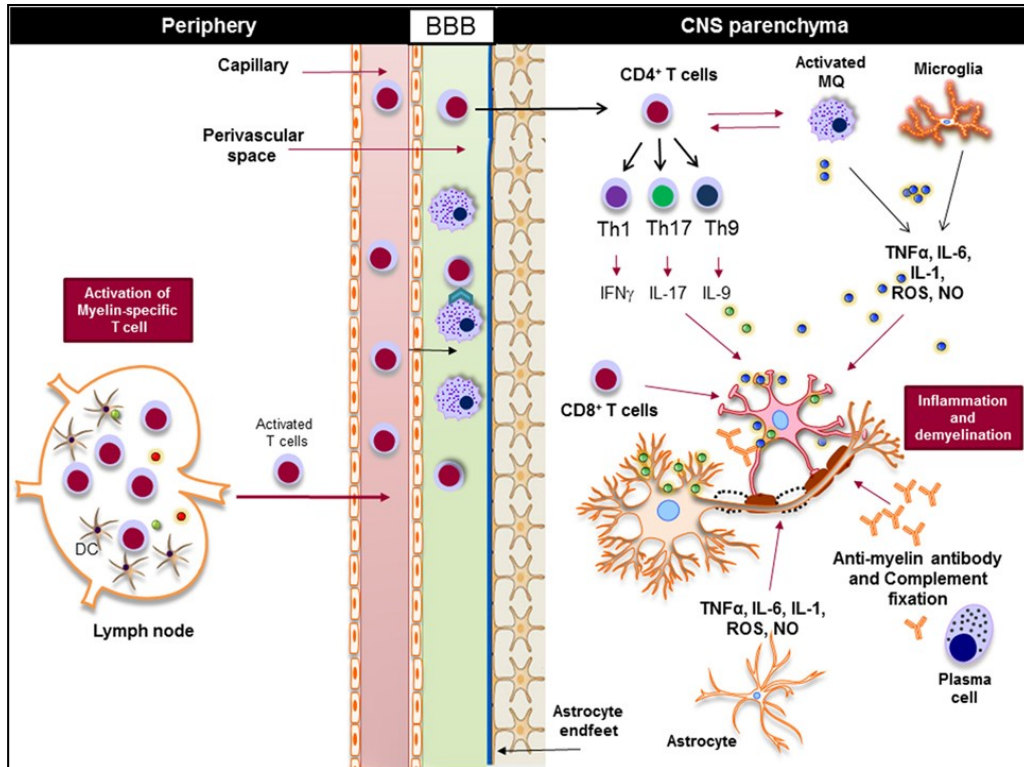 Periphery
BBB
CNS parenchyma
Capillary
Perivascular
space
Activation of
Myelin-specific
T cell
Activated
T cells
DC
Lymph node
CD4⁺ T cells
Activated
MQ
Microglia
Th1
Th17
Th9
IFNγ
IL-17
IL-9
TNFα, IL-6,
IL-1,
ROS, NO
CD8⁺ T cells
Inflammation
and
demyelination
Anti-myelin antibody
and Complement
fixation
TNFα, IL-6, IL-1,
ROS, NO
Plasma
cell
Astrocyte
endfeet
Astrocyte